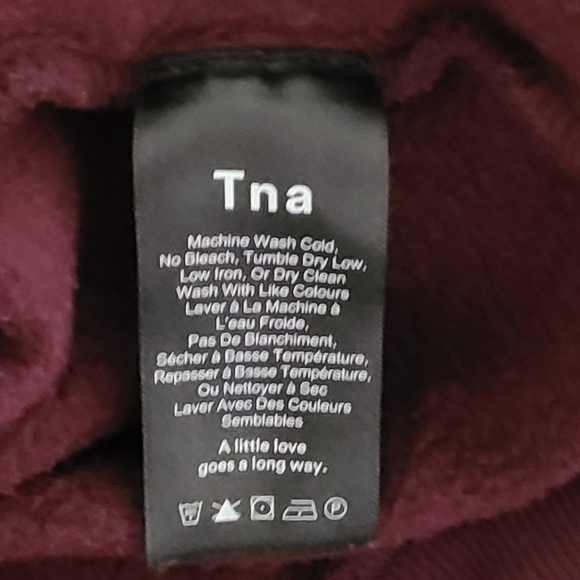 Tna
Machine Wash Cold,
No Bleach, Tumble Dry Low,
Low Iron, Or Dry Clean
Wash With Like Colours
Laver à La Machine à
L'eau Froide,
Pas De Blanchiment,
Sécher à Basse Température,
Repasser à Basse Température,
Ou Nettoyer à Sec
Laver Avec Des Couleurs
Semblables
A little love
goes a long way.
P